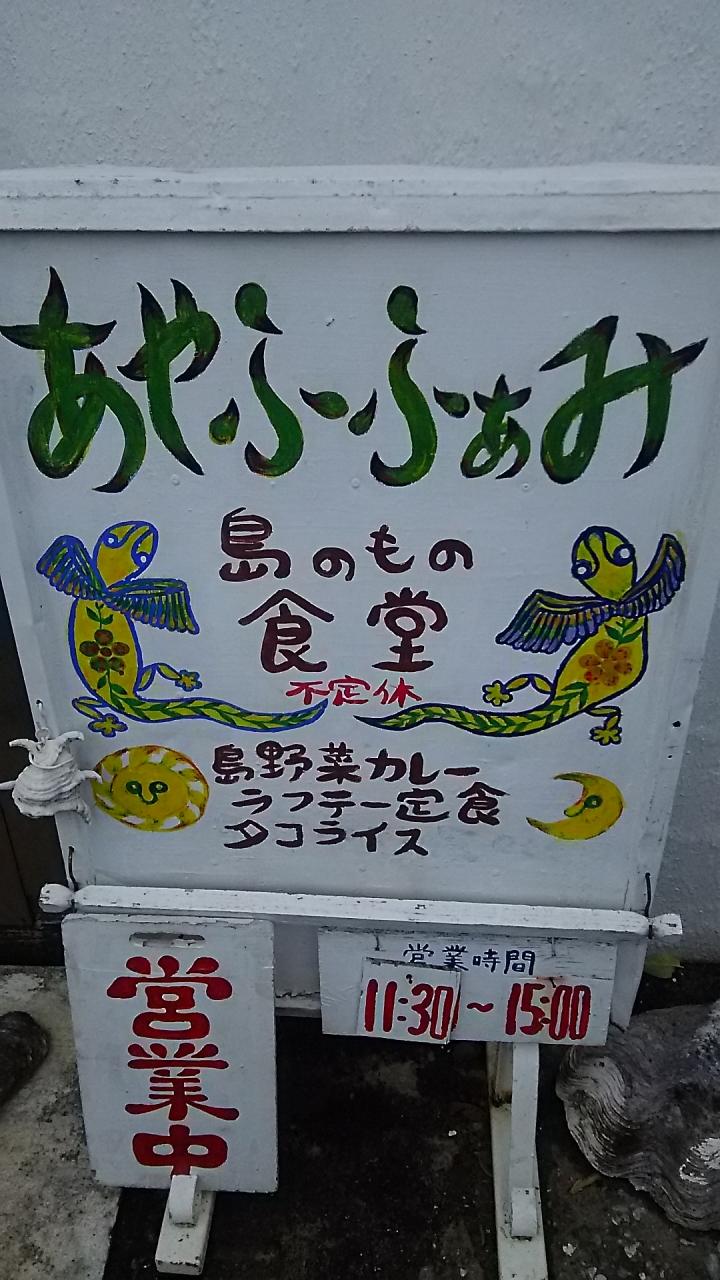 あやふふぁみ
島のもの
食堂
不定休
島野菜カレー
ラフテー定食
タコライス
営業中
営業時間
11:30～15:00